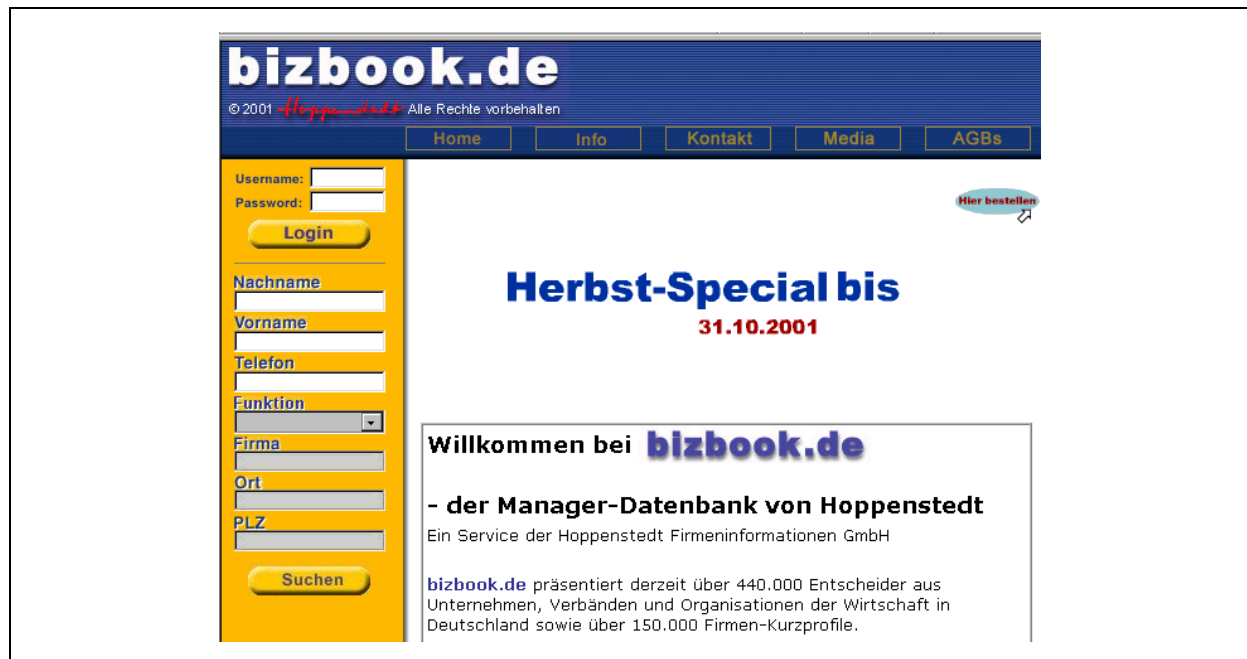 bizbook.de
© 2001 Hoppenstedt Alle Rechte vorbehalten
Home Info Kontakt Media AGBs
Username:
Password:
Login
Nachname
Vorname
Telefon
Funktion
Firma
Ort
PLZ
Suchen
Hier bestellen
Herbst-Special bis
31.10.2001
Willkommen bei bizbook.de
- der Manager-Datenbank von Hoppenstedt
Ein Service der Hoppenstedt Firmeninformationen GmbH
bizbook.de präsentiert derzeit über 440.000 Entscheider aus
Unternehmen, Verbänden und Organisationen der Wirtschaft in
Deutschland sowie über 150.000 Firmen-Kurzprofile.